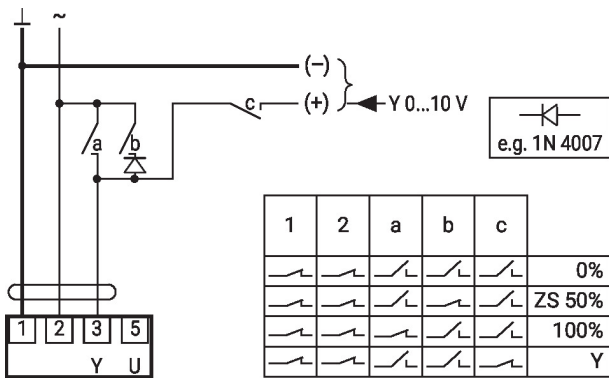 ⊥ ~
(–)
(+) Y 0...10 V
c
a b
e.g. 1N 4007
1 2 a b c
0%
ZS 50%
100%
Y
1 2 3 5
Y U